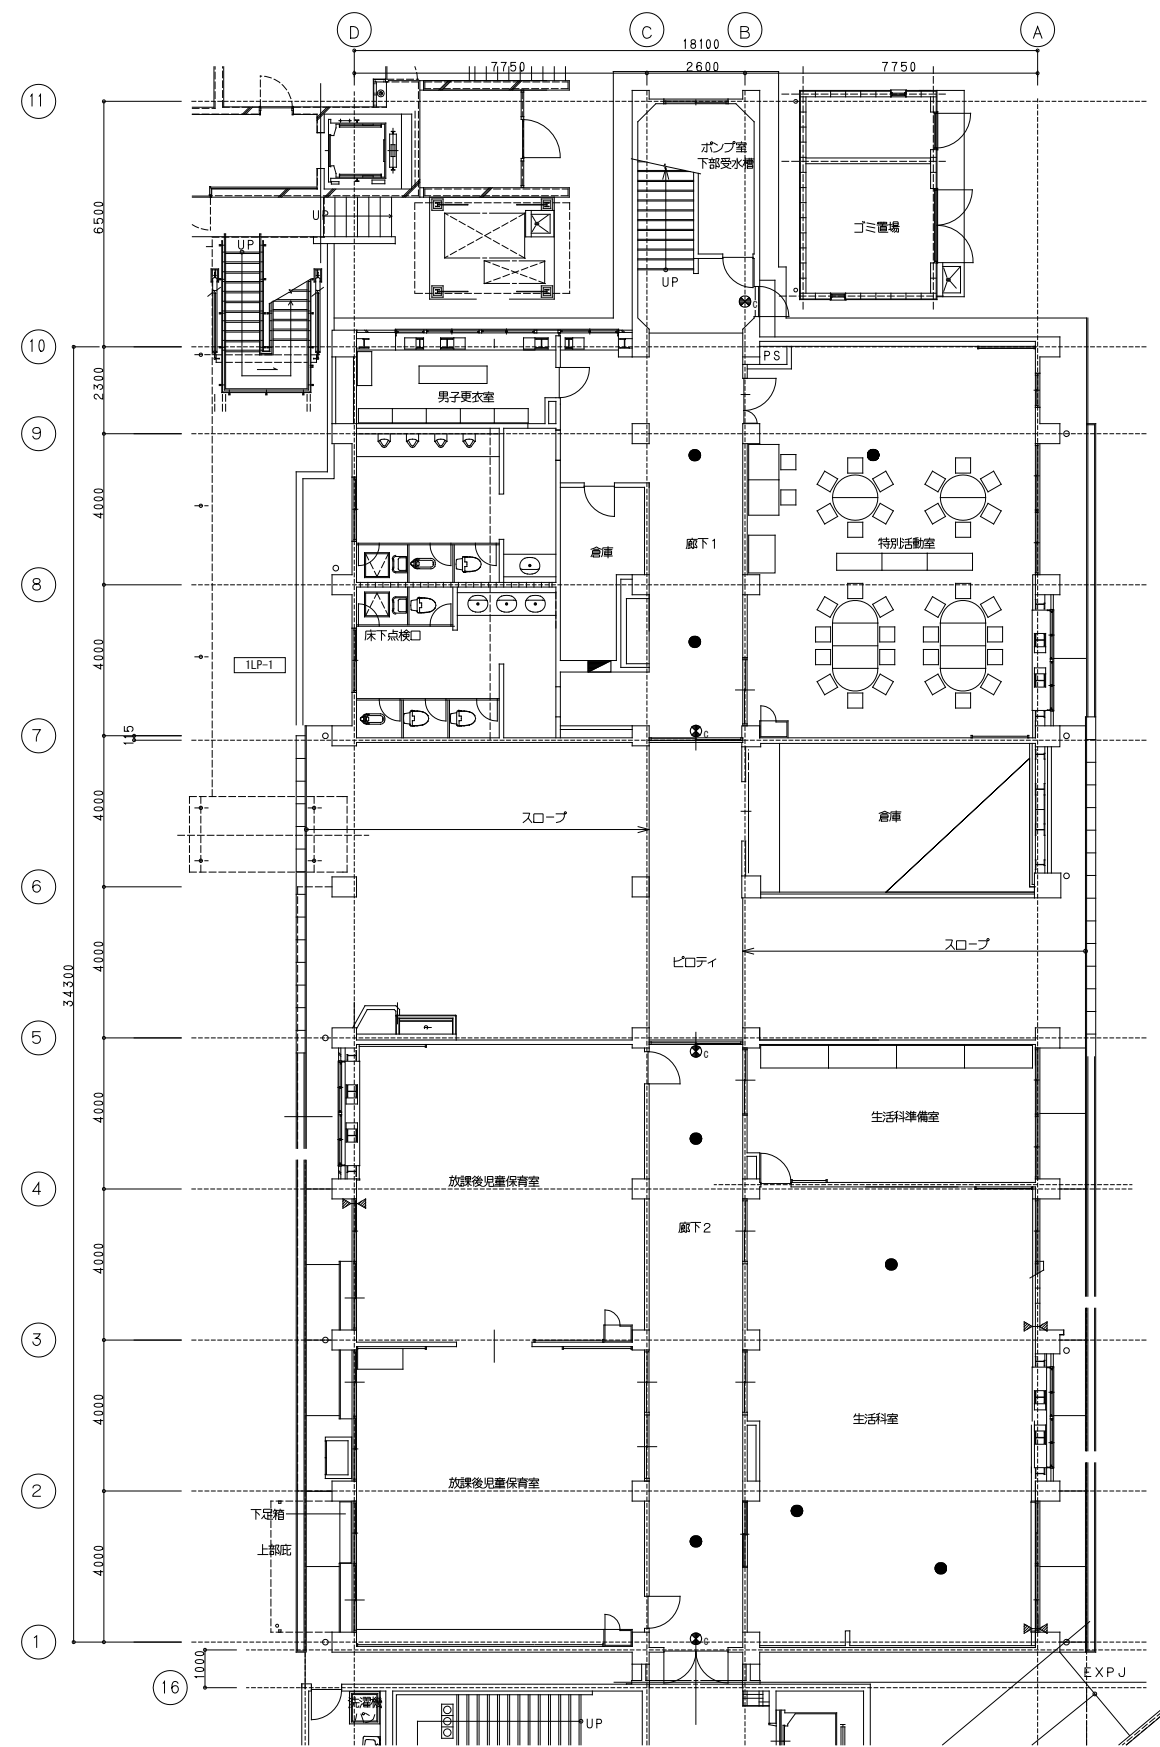 D
C
B
A
18100
7750
2600
7750
11
ポンプ室
下部受水槽
ゴミ置場
6500
UP
UP
UP
C
10
PS
2300
男子更衣室
9
4000
倉庫
廊下1
特別活動室
8
床下点検口
4000
1LP-1
7
115
C
スロープ
倉庫
4000
6
スロープ
ピロティ
4000
34300
5
C
4000
生活科準備室
放課後児童保育室
4
廊下2
4000
3
4000
生活科室
放課後児童保育室
2
下足箱
上部庇
4000
1
C
1000
16
EXPJ
洗濯機
UP